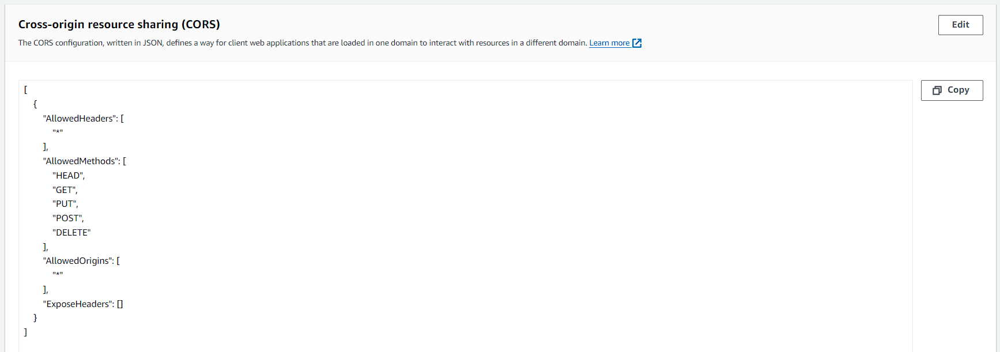 Cross-origin resource sharing (CORS)
Edit
The CORS configuration, written in JSON, defines a way for client web applications that are loaded in one domain to interact with resources in a different domain. Learn more
Copy
[
{
"AllowedHeaders": [
"*"
],
"AllowedMethods": [
"HEAD",
"GET",
"PUT",
"POST",
"DELETE"
],
"AllowedOrigins": [
"*"
],
"ExposeHeaders": []
}
]